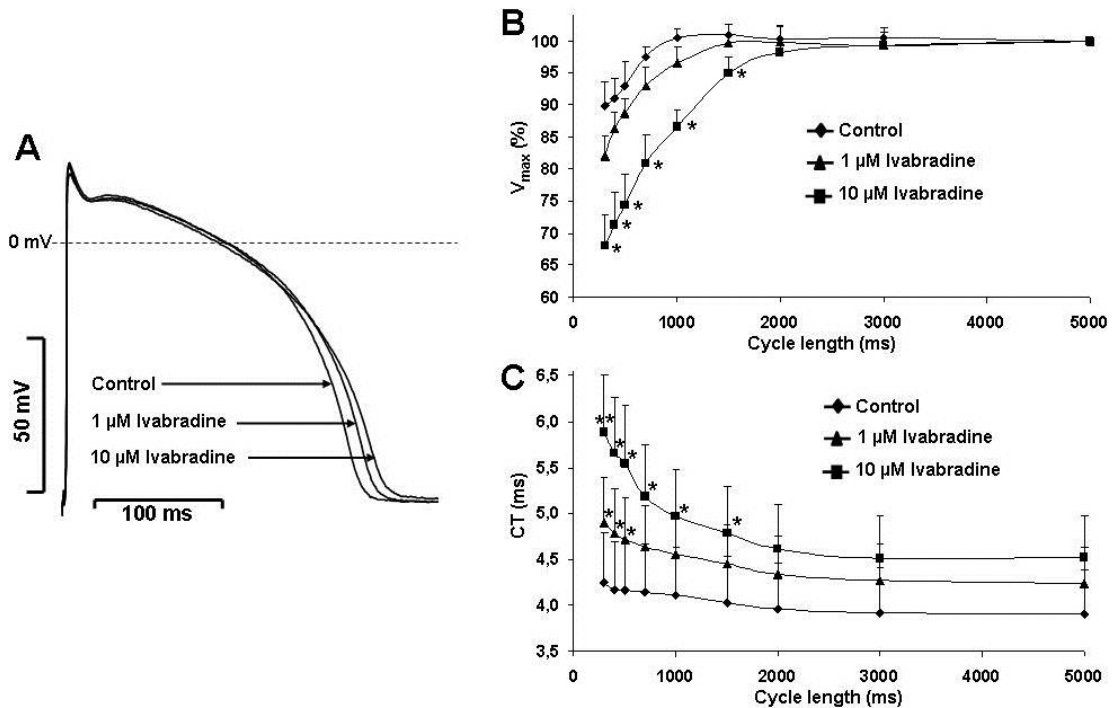 A
0 mV
50 mV
Control
1 µM Ivabradine
10 µM Ivabradine
100 ms
B
V max (%)
100
95
90
85
80
75
70
65
60
Control
1 µM Ivabradine
10 µM Ivabradine
* * * * * *
0 1000 2000 3000 4000 5000
Cycle length (ms)
C
CT (ms)
6,5
6,0
5,5
5,0
4,5
4,0
3,5
Control
1 µM Ivabradine
10 µM Ivabradine
** * * * * *
* * *
0 1000 2000 3000 4000 5000
Cycle length (ms)